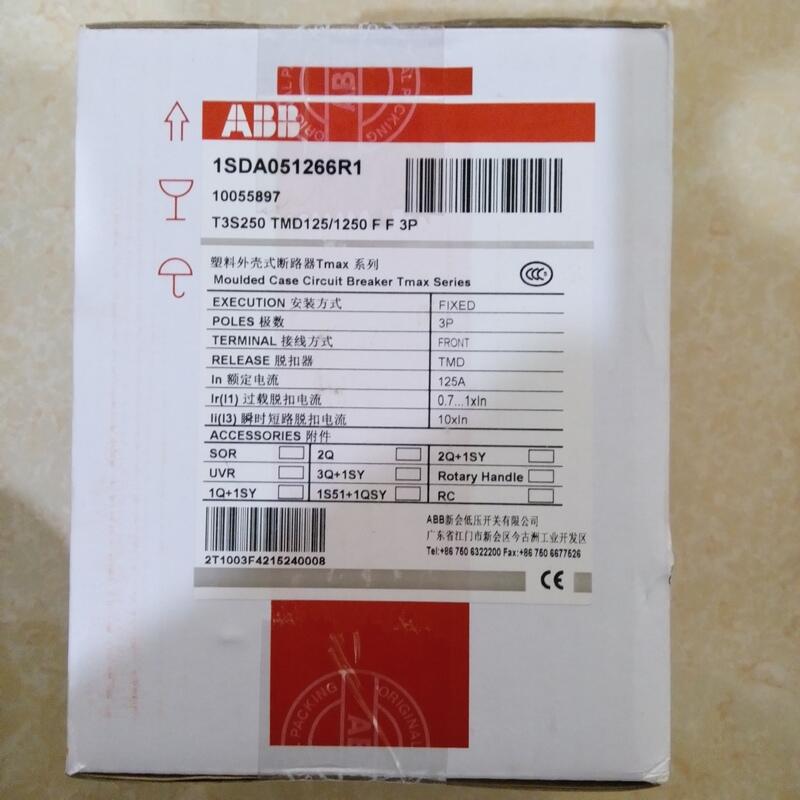 ABB
1SDA051266R1
10055897
T3S250 TMD125/1250 F F 3P
塑料外壳式断路器Tmax 系列
Moulded Case Circuit Breaker Tmax Series
EXECUTION 安装方式 FIXED
POLES 极数 3P
TERMINAL 接线方式 FRONT
RELEASE 脱扣器 TMD
In 额定电流 125A
Ir(I1) 过载脱扣电流 0.7...1xIn
Ii(I3) 瞬时短路脱扣电流 10xIn
ACCESSORIES 附件
SOR 2Q 2Q+1SY
UVR 3Q+1SY Rotary Handle
1Q+1SY 1S51+1QSY RC
2T1003F4215240008
ABB新会低压开关有限公司
广东省江门市新会区今古洲工业开发区
Tel:+86 750 6322200 Fax:+86 750 6677526
CE
PACKING ABB ORIGINAL